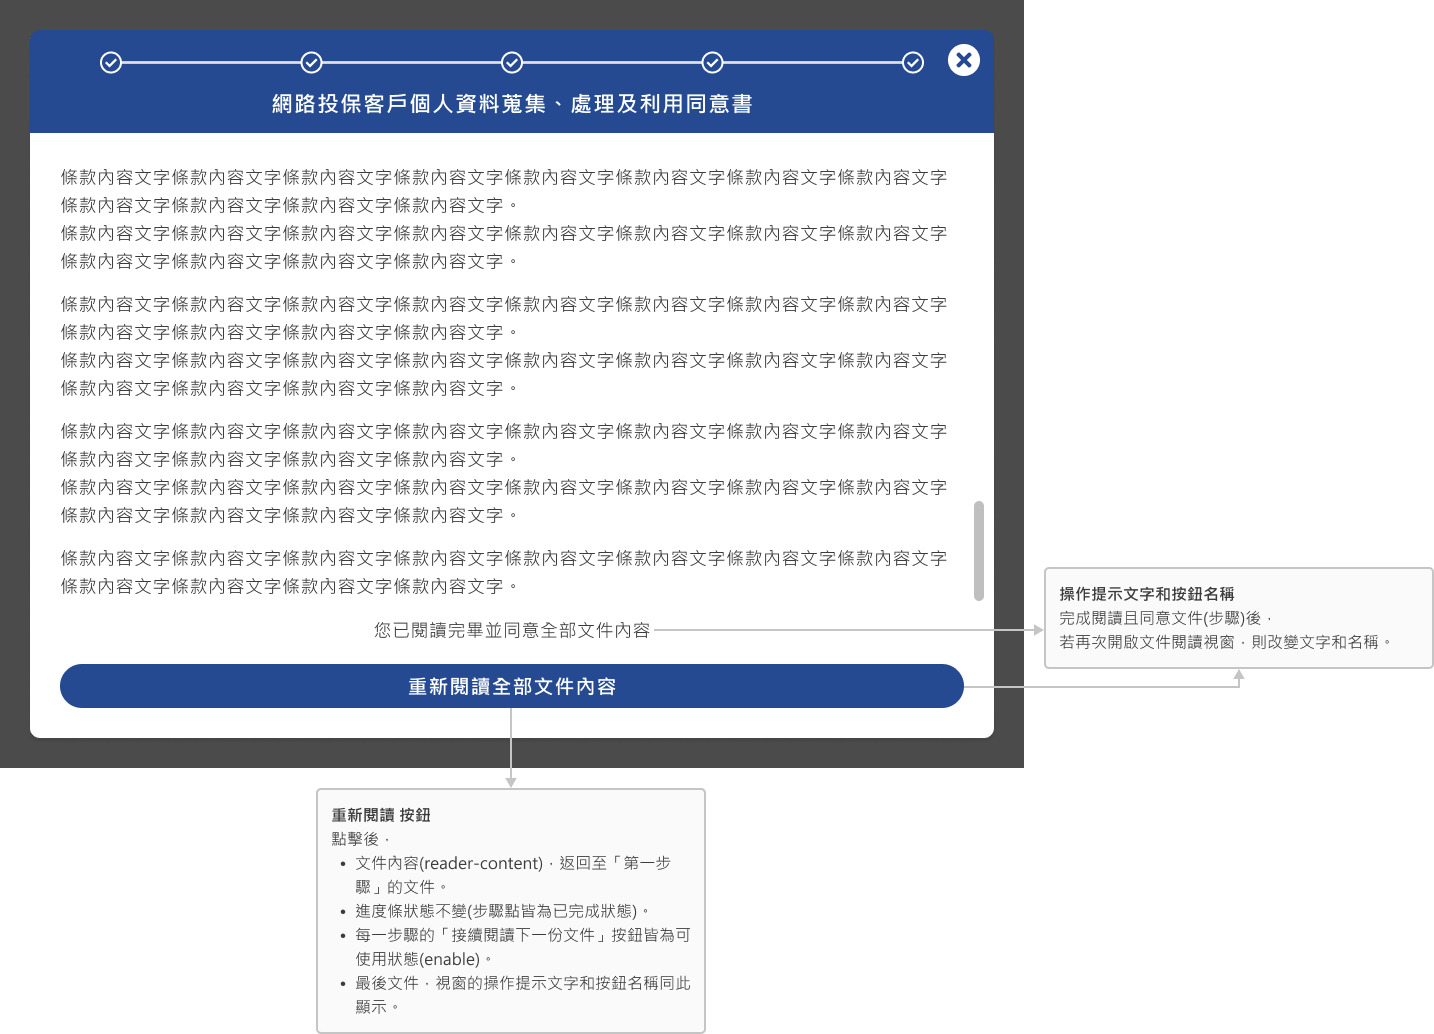 網路投保客戶個人資料蒐集、處理及利用同意書
條款內容文字條款內容文字條款內容文字條款內容文字條款內容文字條款內容文字條款內容文字條款內容文字
條款內容文字條款內容文字條款內容文字條款內容文字。
條款內容文字條款內容文字條款內容文字條款內容文字條款內容文字條款內容文字條款內容文字條款內容文字
條款內容文字條款內容文字條款內容文字條款內容文字。
條款內容文字條款內容文字條款內容文字條款內容文字條款內容文字條款內容文字條款內容文字條款內容文字
條款內容文字條款內容文字條款內容文字條款內容文字。
條款內容文字條款內容文字條款內容文字條款內容文字條款內容文字條款內容文字條款內容文字條款內容文字
條款內容文字條款內容文字條款內容文字條款內容文字。
條款內容文字條款內容文字條款內容文字條款內容文字條款內容文字條款內容文字條款內容文字條款內容文字
條款內容文字條款內容文字條款內容文字條款內容文字。
條款內容文字條款內容文字條款內容文字條款內容文字條款內容文字條款內容文字條款內容文字條款內容文字
條款內容文字條款內容文字條款內容文字條款內容文字。
條款內容文字條款內容文字條款內容文字條款內容文字條款內容文字條款內容文字條款內容文字條款內容文字
條款內容文字條款內容文字條款內容文字條款內容文字。
您已閱讀完畢並同意全部文件內容
重新閱讀全部文件內容
操作提示文字和按鈕名稱
完成閱讀且同意文件(步驟)後，
若再次開啟文件閱讀視窗，則改變文字和名稱。
重新閱讀 按鈕
點擊後，
• 文件內容(reader-content)，返回至「第一步
驟」的文件。
• 進度條狀態不變(步驟點皆為已完成狀態)。
• 每一步驟的「接續閱讀下一份文件」按鈕皆為可
使用狀態(enable)。
• 最後文件，視窗的操作提示文字和按鈕名稱同此
顯示。